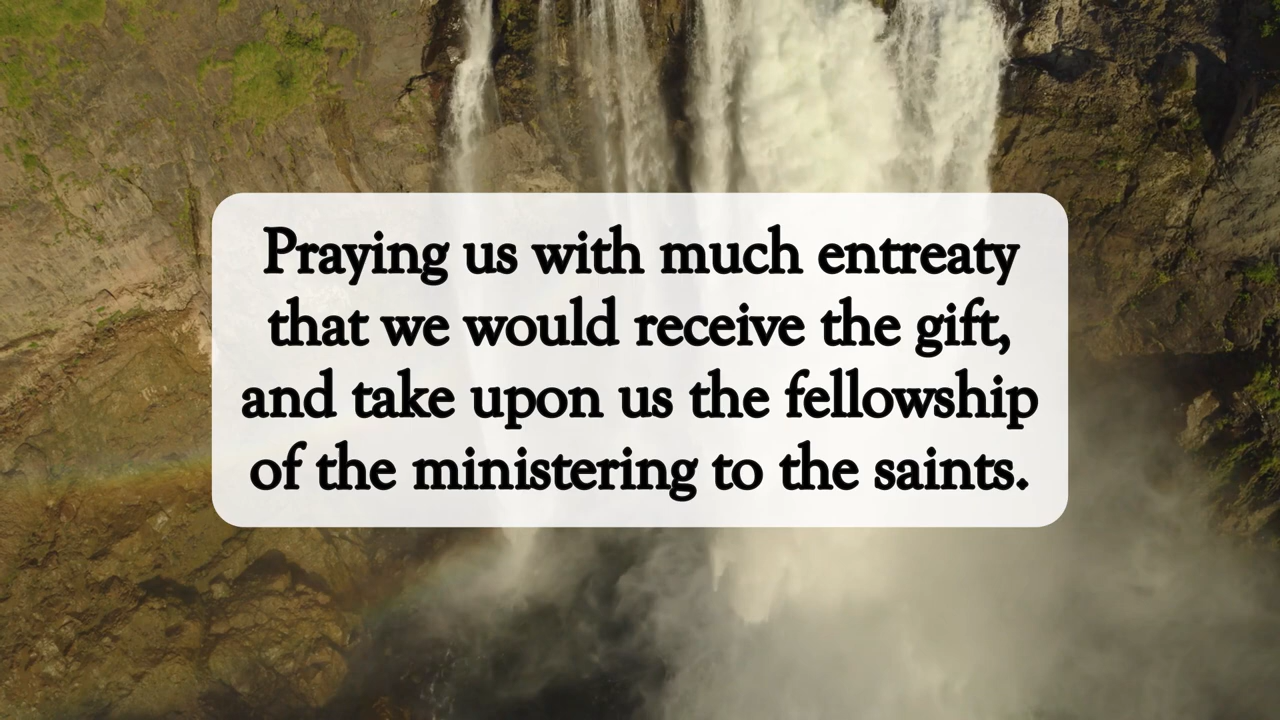 Praying us with much entreaty
that we would receive the gift,
and take upon us the fellowship
of the ministering to the saints.